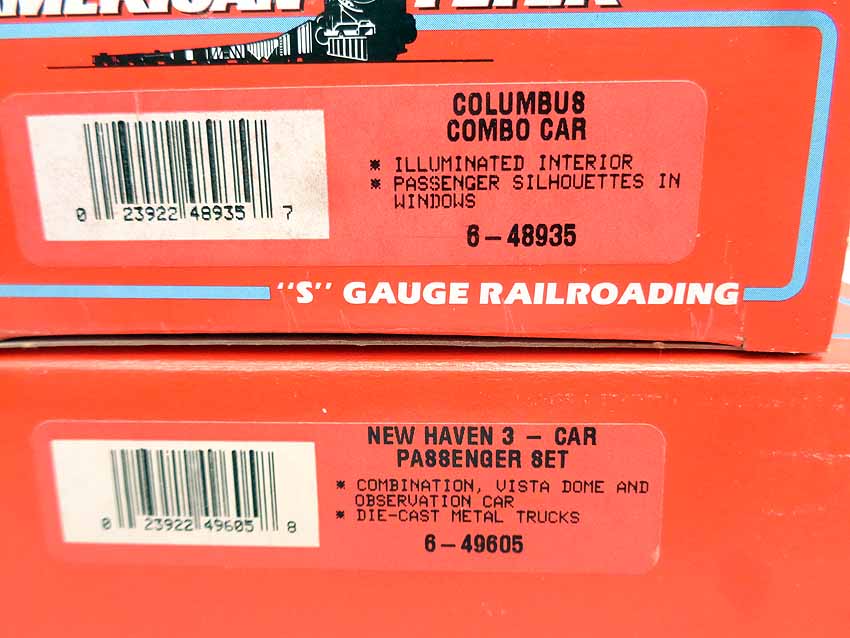 AMERICAN FLYER
COLUMBUS
COMBO CAR
* ILLUMINATED INTERIOR
* PASSENGER SILHOUETTES IN
WINDOWS
6-48935
0 23922 48935 7
"S" GAUGE RAILROADING
NEW HAVEN 3 - CAR
PASSENGER SET
* COMBINATION, VISTA DOME AND
OBSERVATION CAR
* DIE-CAST METAL TRUCKS
6-49605
0 23922 49605 8